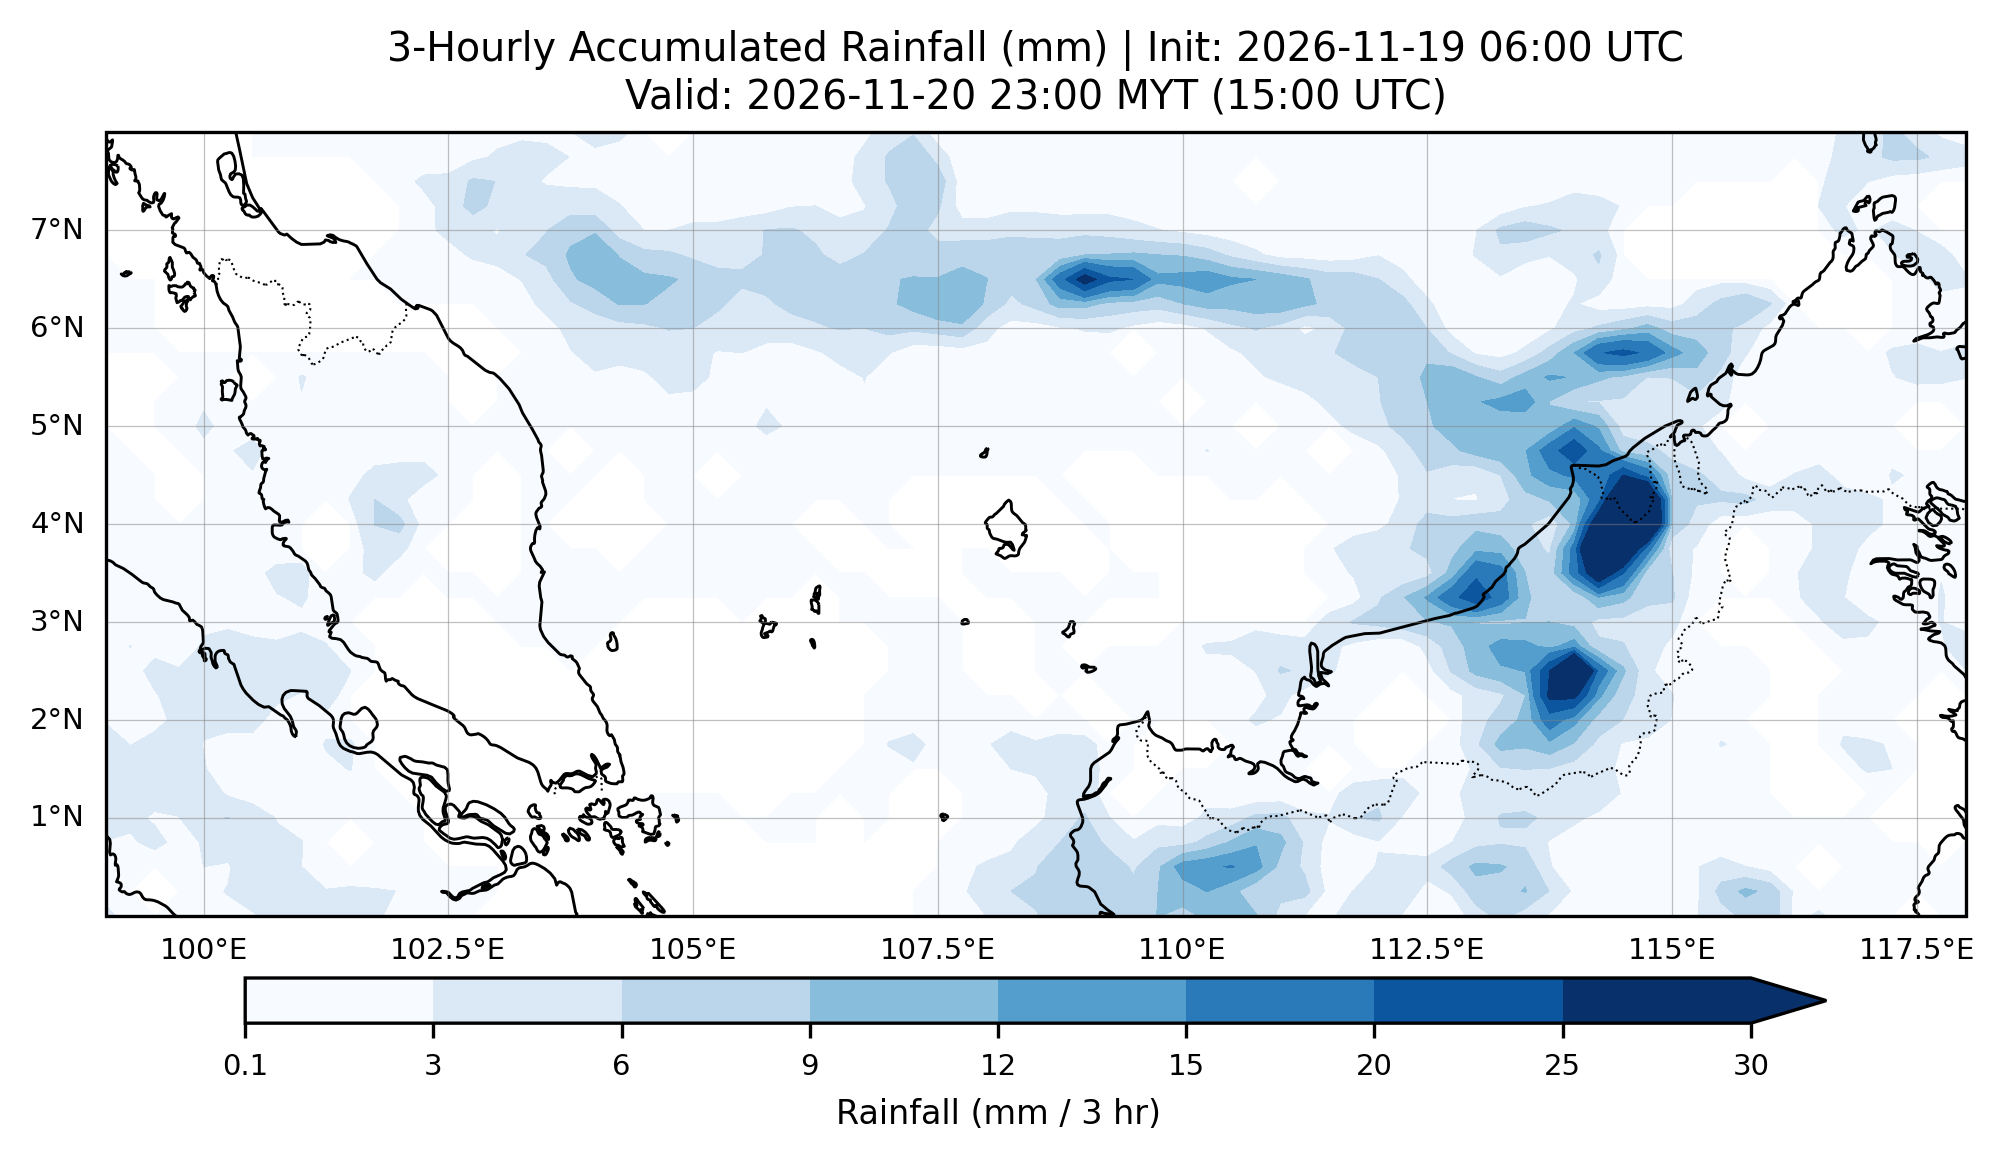 3-Hourly Accumulated Rainfall (mm) | Init: 2026-11-19 06:00 UTC
Valid: 2026-11-20 23:00 MYT (15:00 UTC)
7°N
6°N
5°N
4°N
3°N
2°N
1°N
100°E 102.5°E 105°E 107.5°E 110°E 112.5°E 115°E 117.5°E
0.1 3 6 9 12 15 20 25 30
Rainfall (mm / 3 hr)